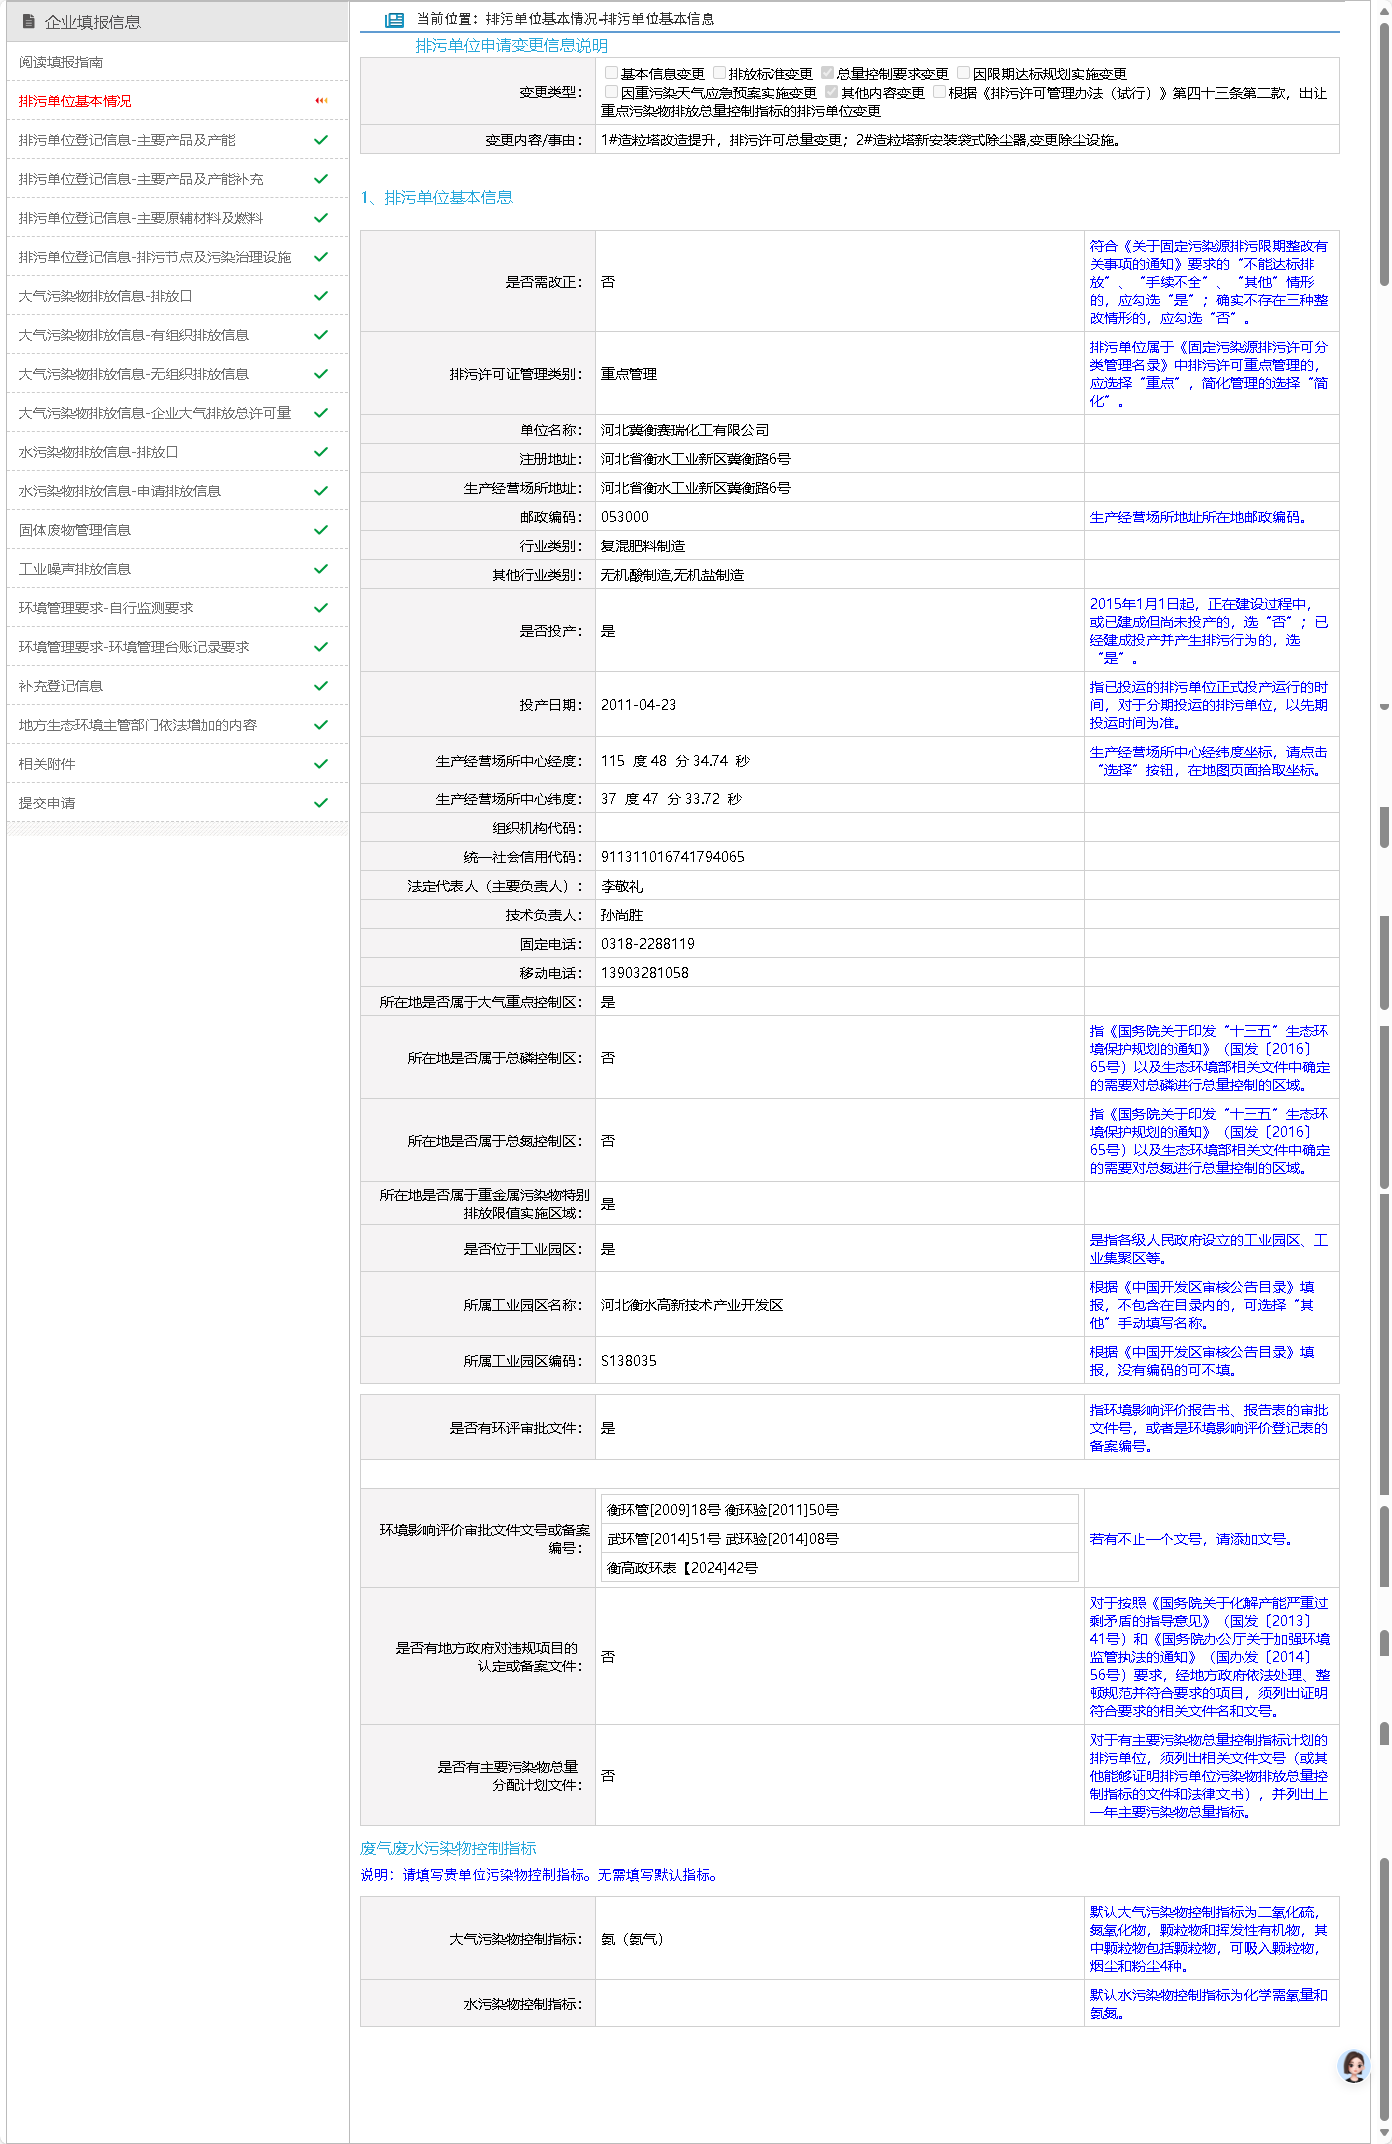 企业填报信息
阅读填报指南
排污单位基本情况
排污单位登记信息-主要产品及产能
排污单位登记信息-主要产品及产能补充
排污单位登记信息-主要原辅材料及燃料
排污单位登记信息-排污节点及污染治理设施
大气污染物排放信息-排放口
大气污染物排放信息-有组织排放信息
大气污染物排放信息-无组织排放信息
大气污染物排放信息-企业大气排放总许可量
水污染物排放信息-排放口
水污染物排放信息-申请排放信息
固体废物管理信息
工业噪声排放信息
环境管理要求-自行监测要求
环境管理要求-环境管理台账记录要求
补充登记信息
地方生态环境主管部门依法增加的内容
相关附件
提交申请
当前位置：排污单位基本情况-排污单位基本信息
排污单位申请变更信息说明
变更类型：
基本信息变更 排放标准变更 总量控制要求变更 因限期达标规划实施变更
因重污染天气应急预案实施变更 其他内容变更 根据《排污许可管理办法（试行）》第四十三条第二款，出让
重点污染物排放总量控制指标的排污单位变更
变更内容/事由： 1#造粒塔改造提升，排污许可总量变更；2#造粒塔新安装袋式除尘器,变更除尘设施。
1、排污单位基本信息
是否需改正： 否
符合《关于固定污染源排污限期整改有
关事项的通知》要求的“不能达标排
放”、“手续不全”、“其他”情形
的，应勾选“是”；确实不存在三种整
改情形的，应勾选“否”。
排污许可证管理类别： 重点管理
排污单位属于《固定污染源排污许可分
类管理名录》中排污许可重点管理的，
应选择“重点”，简化管理的选择“简
化”。
单位名称： 河北冀衡赛瑞化工有限公司
注册地址： 河北省衡水工业新区冀衡路6号
生产经营场所地址： 河北省衡水工业新区冀衡路6号
邮政编码： 053000 生产经营场所地址所在地邮政编码。
行业类别： 复混肥料制造
其他行业类别： 无机酸制造,无机盐制造
是否投产： 是
2015年1月1日起，正在建设过程中，
或已建成但尚未投产的，选“否”；已
经建成投产并产生排污行为的，选
“是”。
投产日期： 2011-04-23
指已投运的排污单位正式投产运行的时
间，对于分期投运的排污单位，以先期
投运时间为准。
生产经营场所中心经度： 115 度 48 分 34.74 秒
生产经营场所中心经纬度坐标，请点击
“选择”按钮，在地图页面拾取坐标。
生产经营场所中心纬度： 37 度 47 分 33.72 秒
组织机构代码：
统一社会信用代码： 911311016741794065
法定代表人（主要负责人）： 李敬礼
技术负责人： 孙尚胜
固定电话： 0318-2288119
移动电话： 13903281058
所在地是否属于大气重点控制区： 是
所在地是否属于总磷控制区： 否
指《国务院关于印发“十三五”生态环
境保护规划的通知》（国发〔2016〕
65号）以及生态环境部相关文件中确定
的需要对总磷进行总量控制的区域。
所在地是否属于总氮控制区： 否
指《国务院关于印发“十三五”生态环
境保护规划的通知》（国发〔2016〕
65号）以及生态环境部相关文件中确定
的需要对总氮进行总量控制的区域。
所在地是否属于重金属污染物特别
排放限值实施区域： 是
是否位于工业园区： 是
是指各级人民政府设立的工业园区、工
业集聚区等。
所属工业园区名称： 河北衡水高新技术产业开发区
根据《中国开发区审核公告目录》填
报，不包含在目录内的，可选择“其
他”手动填写名称。
所属工业园区编码： S138035
根据《中国开发区审核公告目录》填
报，没有编码的可不填。
是否有环评审批文件： 是
指环境影响评价报告书、报告表的审批
文件号，或者是环境影响评价登记表的
备案编号。
环境影响评价审批文件文号或备案
编号：
衡环管[2009]18号 衡环验[2011]50号
武环管[2014]51号 武环验[2014]08号
衡高政环表【2024]42号
若有不止一个文号，请添加文号。
是否有地方政府对违规项目的
认定或备案文件： 否
对于按照《国务院关于化解产能严重过
剩矛盾的指导意见》（国发〔2013〕
41号）和《国务院办公厅关于加强环境
监管执法的通知》（国办发〔2014〕
56号）要求，经地方政府依法处理、整
顿规范并符合要求的项目，须列出证明
符合要求的相关文件名和文号。
是否有主要污染物总量
分配计划文件： 否
对于有主要污染物总量控制指标计划的
排污单位，须列出相关文件文号（或其
他能够证明排污单位污染物排放总量控
制指标的文件和法律文书），并列出上
一年主要污染物总量指标。
废气废水污染物控制指标
说明：请填写贵单位污染物控制指标。无需填写默认指标。
大气污染物控制指标： 氨（氨气）
默认大气污染物控制指标为二氧化硫，
氮氧化物，颗粒物和挥发性有机物，其
中颗粒物包括颗粒物，可吸入颗粒物，
烟尘和粉尘4种。
水污染物控制指标：
默认水污染物控制指标为化学需氧量和
氨氮。